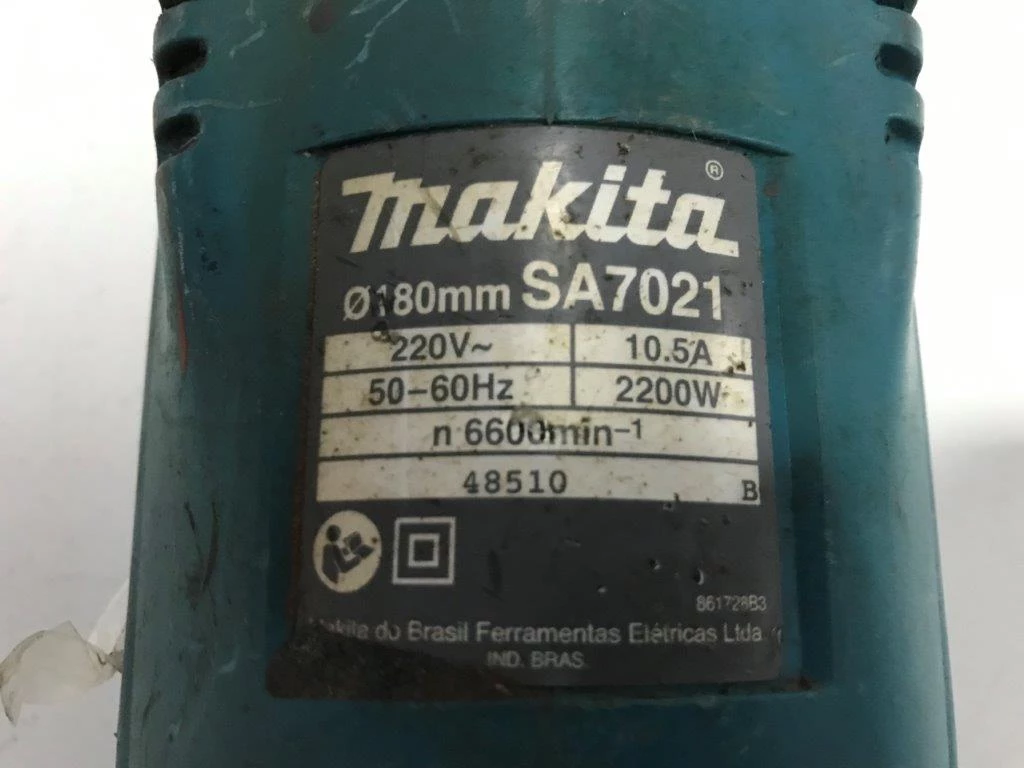 makita®
Ø180mm SA7021
220V~ 10.5A
50-60Hz 2200W
n 6600min-1
48510 B
861728B3
Makita do Brasil Ferramentas Elétricas Ltda.
IND. BRAS.